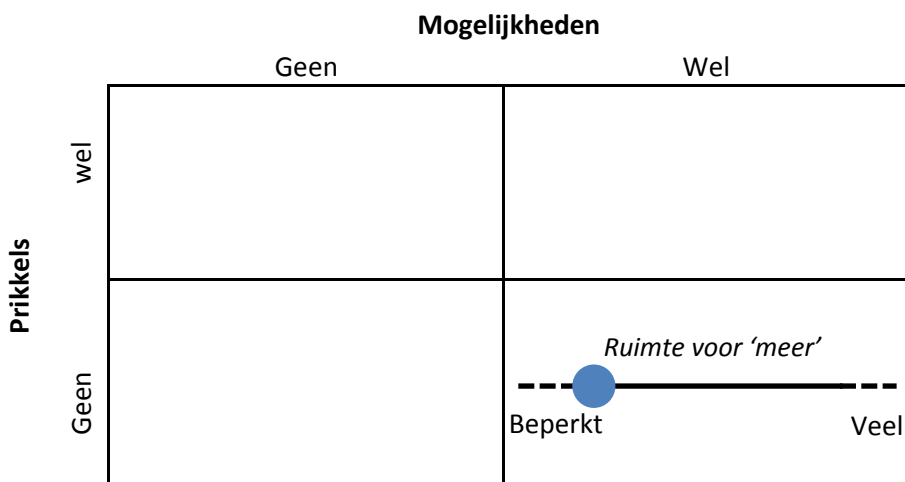 Mogelijkheden
Geen Wel
wel
Prikkels
Geen
Ruimte voor ‘meer’
Beperkt Veel